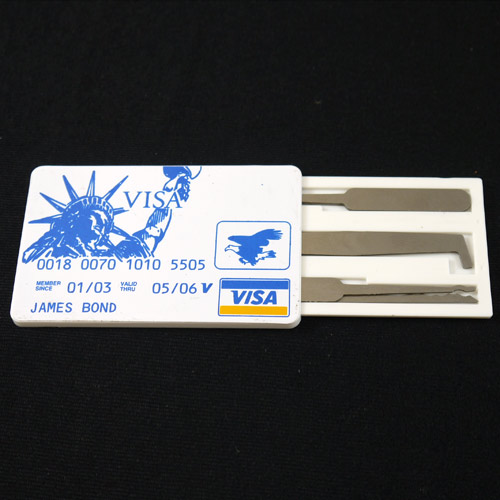 VISA
0018 0070 1010 5505
MEMBER SINCE 01/03 VALID THRU 05/06 V
VISA
JAMES BOND